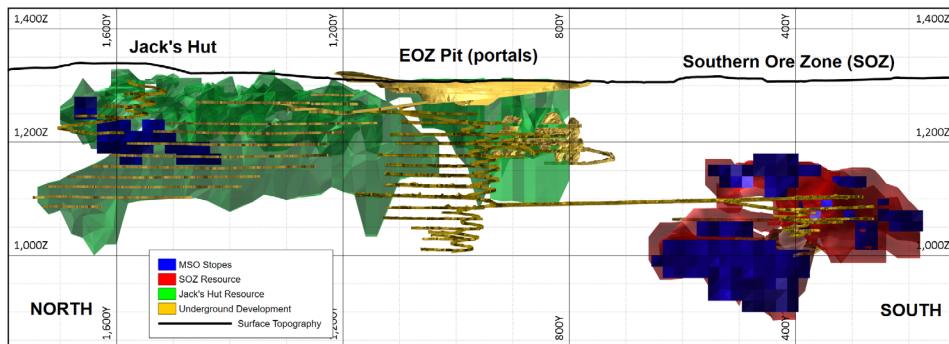 1,400Z
1,600Y
1,200Y
800Y
400Y
1,400Z
Jack's Hut
EOZ Pit (portals)
Southern Ore Zone (SOZ)
1,200Z
1,200Z
1,000Z
1,000Z
MSO Stopes
SOZ Resource
Jack's Hut Resource
Underground Development
Surface Topography
NORTH
SOUTH
1,600Y
1,200Y
800Y
400Y